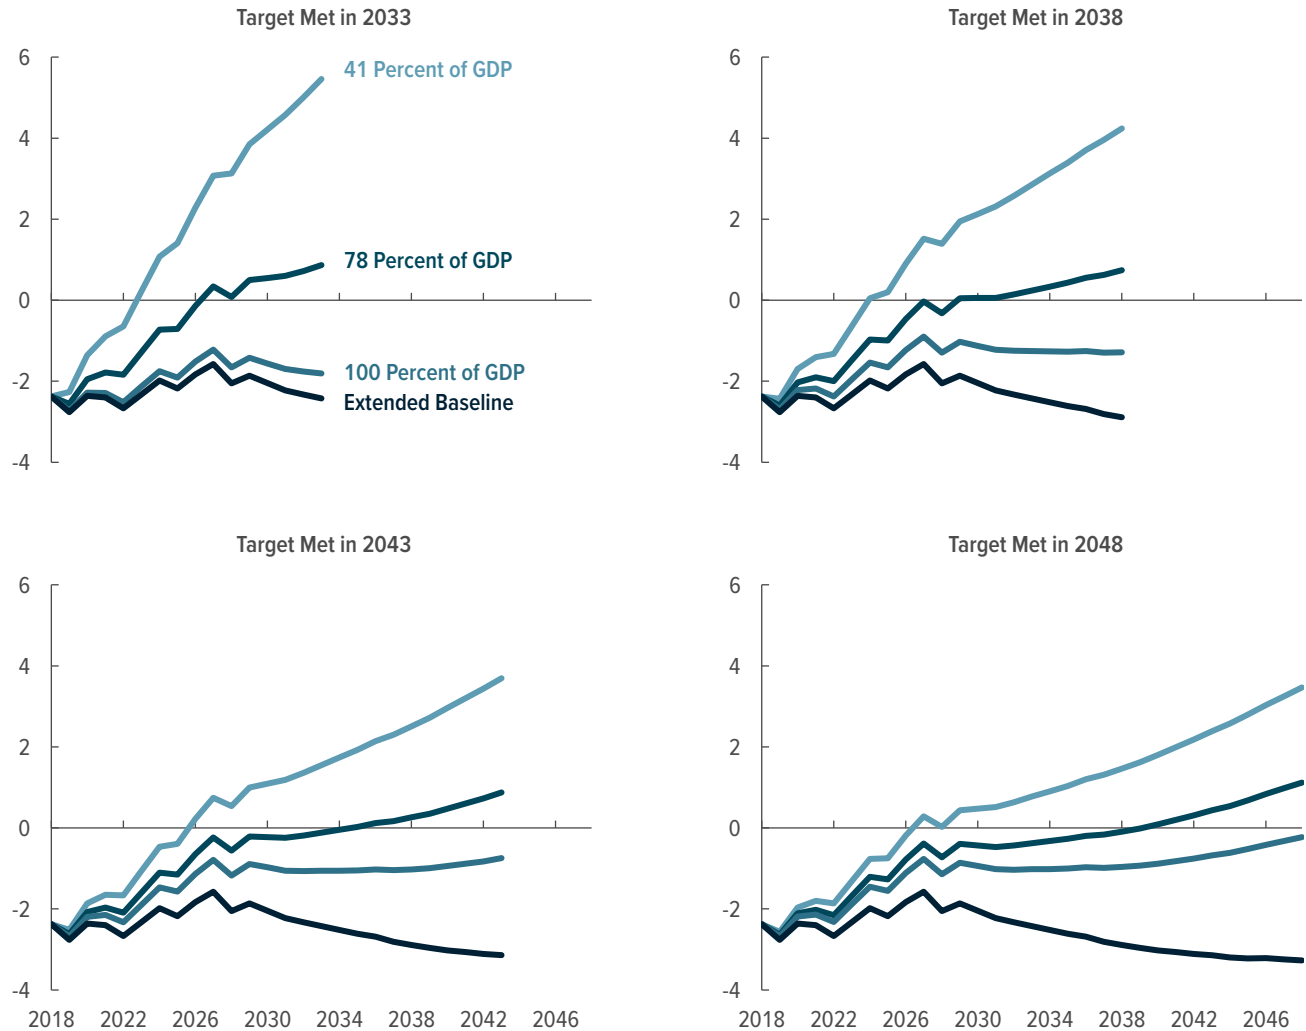 Target Met in 2033
6
41 Percent of GDP
4
2
78 Percent of GDP
0
100 Percent of GDP
-2
Extended Baseline
-4
Target Met in 2038
6
4
2
0
-2
-4
Target Met in 2043
6
4
2
0
-2
-4
2018 2022 2026 2030 2034 2038 2042 2046
Target Met in 2048
6
4
2
0
-2
-4
2018 2022 2026 2030 2034 2038 2042 2046